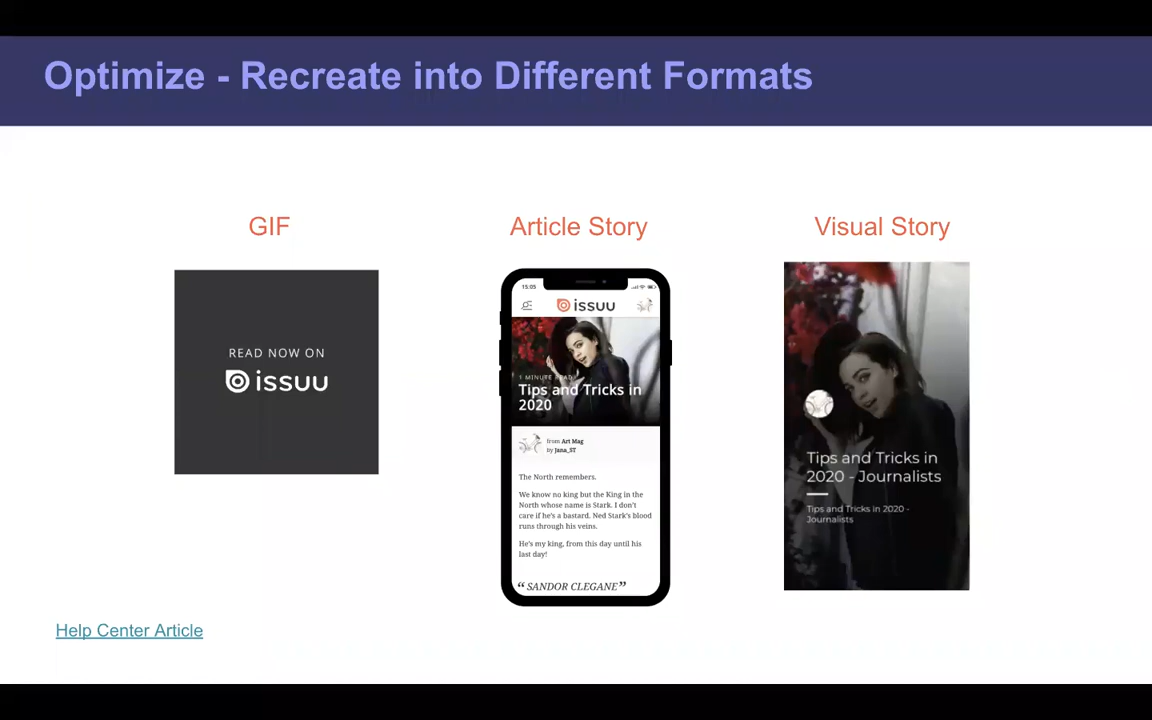 Optimize - Recreate into Different Formats
GIF
Article Story
Visual Story
READ NOW ON
issuu
15:05
issuu
1 MINUTE READ
Tips and Tricks in
2020
from Art Mag
by Jana_ST
The North remembers.
We know no king but the King in the
North whose name is Stark. I don't
care if he's a bastard. Ned Stark's blood
runs through his veins.
He's my king, from this day until his
last day!
“ SANDOR CLEGANE”
Tips and Tricks in
2020 - Journalists
Tips and Tricks in 2020 -
Journalists
Help Center Article